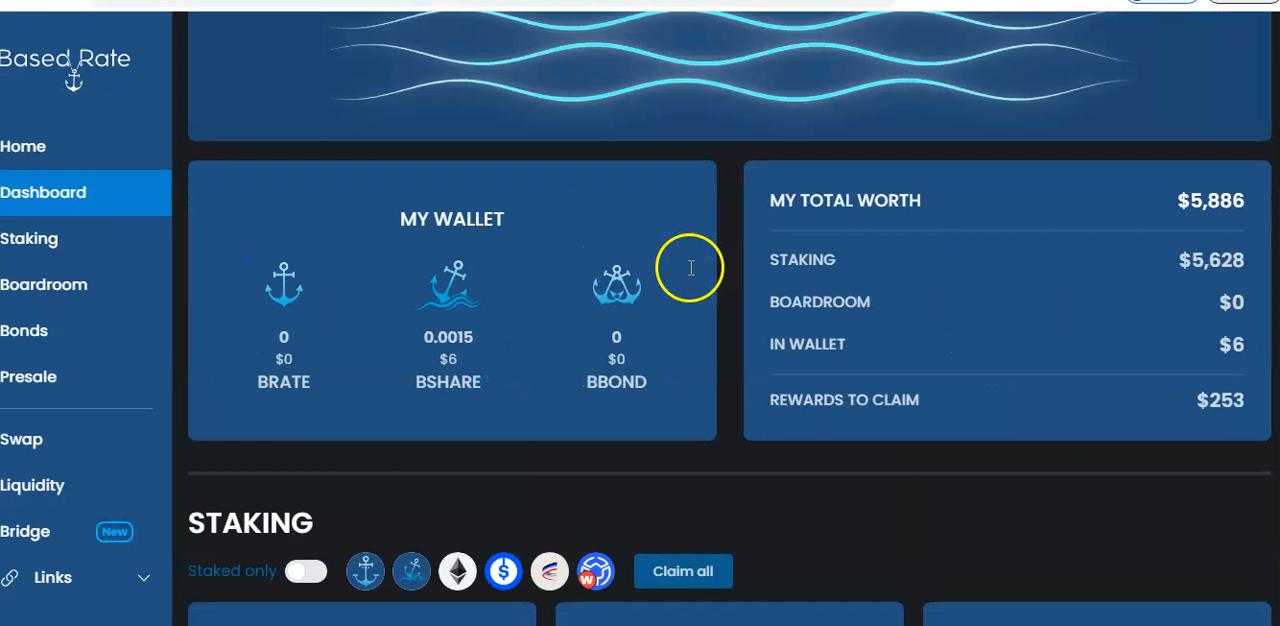 Based Rate
Home
Dashboard
Staking
Boardroom
Bonds
Presale
Swap
Liquidity
Bridge New
Links
MY WALLET
0
$0
BRATE
0.0015
$6
BSHARE
0
$0
BBOND
MY TOTAL WORTH $5,886
STAKING $5,628
BOARDROOM $0
IN WALLET $6
REWARDS TO CLAIM $253
STAKING
Staked only
W
Claim all